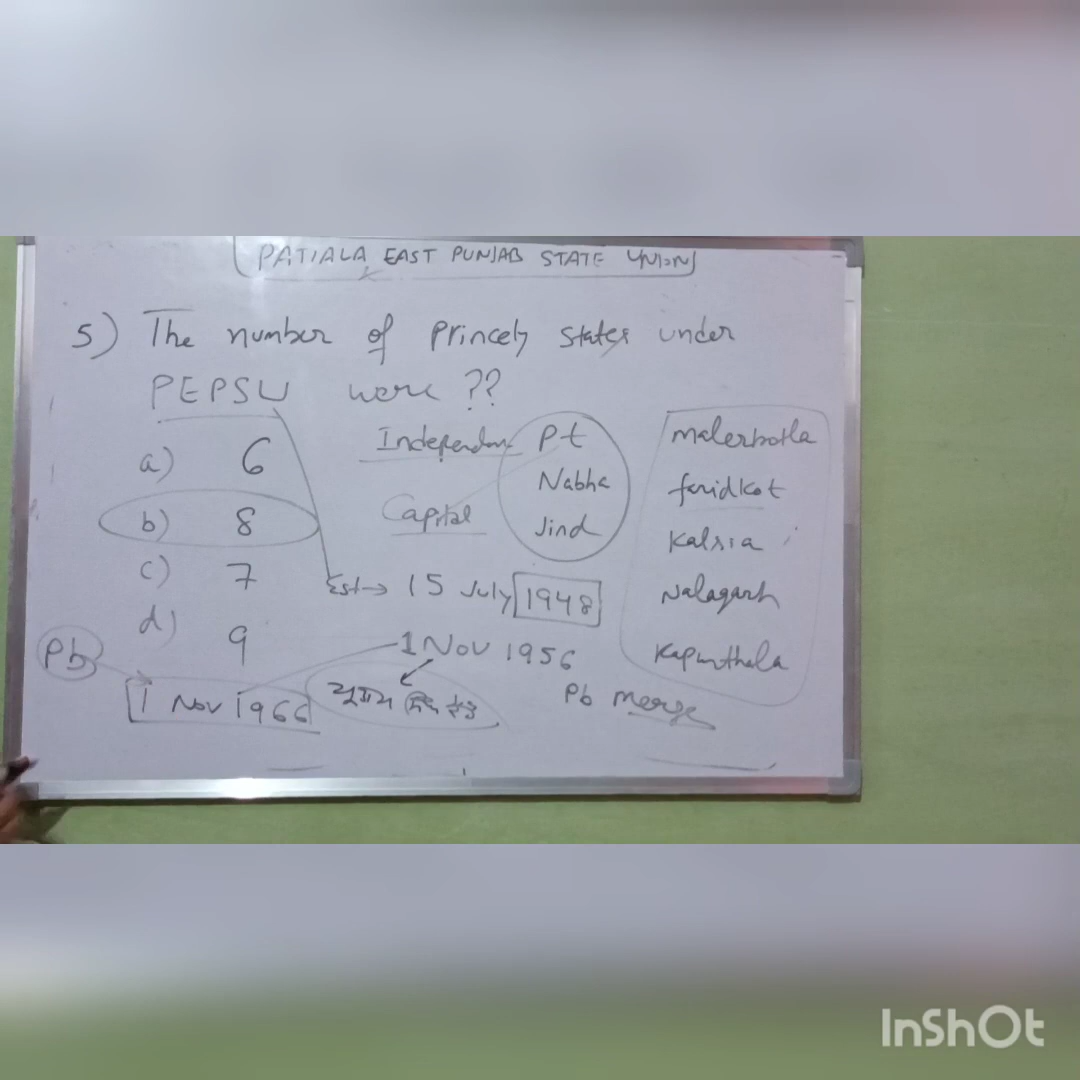 PATIALA EAST PUNJAB STATE UNION
5) The number of Princely states under
PEPSU were ??
a) 6
b) 8
c) 7
d) 9
Independan
Capital
Pt
Nabha
Jind
malerkotla
faridkot
Kalsia
Nalagarh
Kapurthala
Est→ 15 July 1948
1 Nov 1956
Pb merge
Pb
1 Nov 1966
InShOt